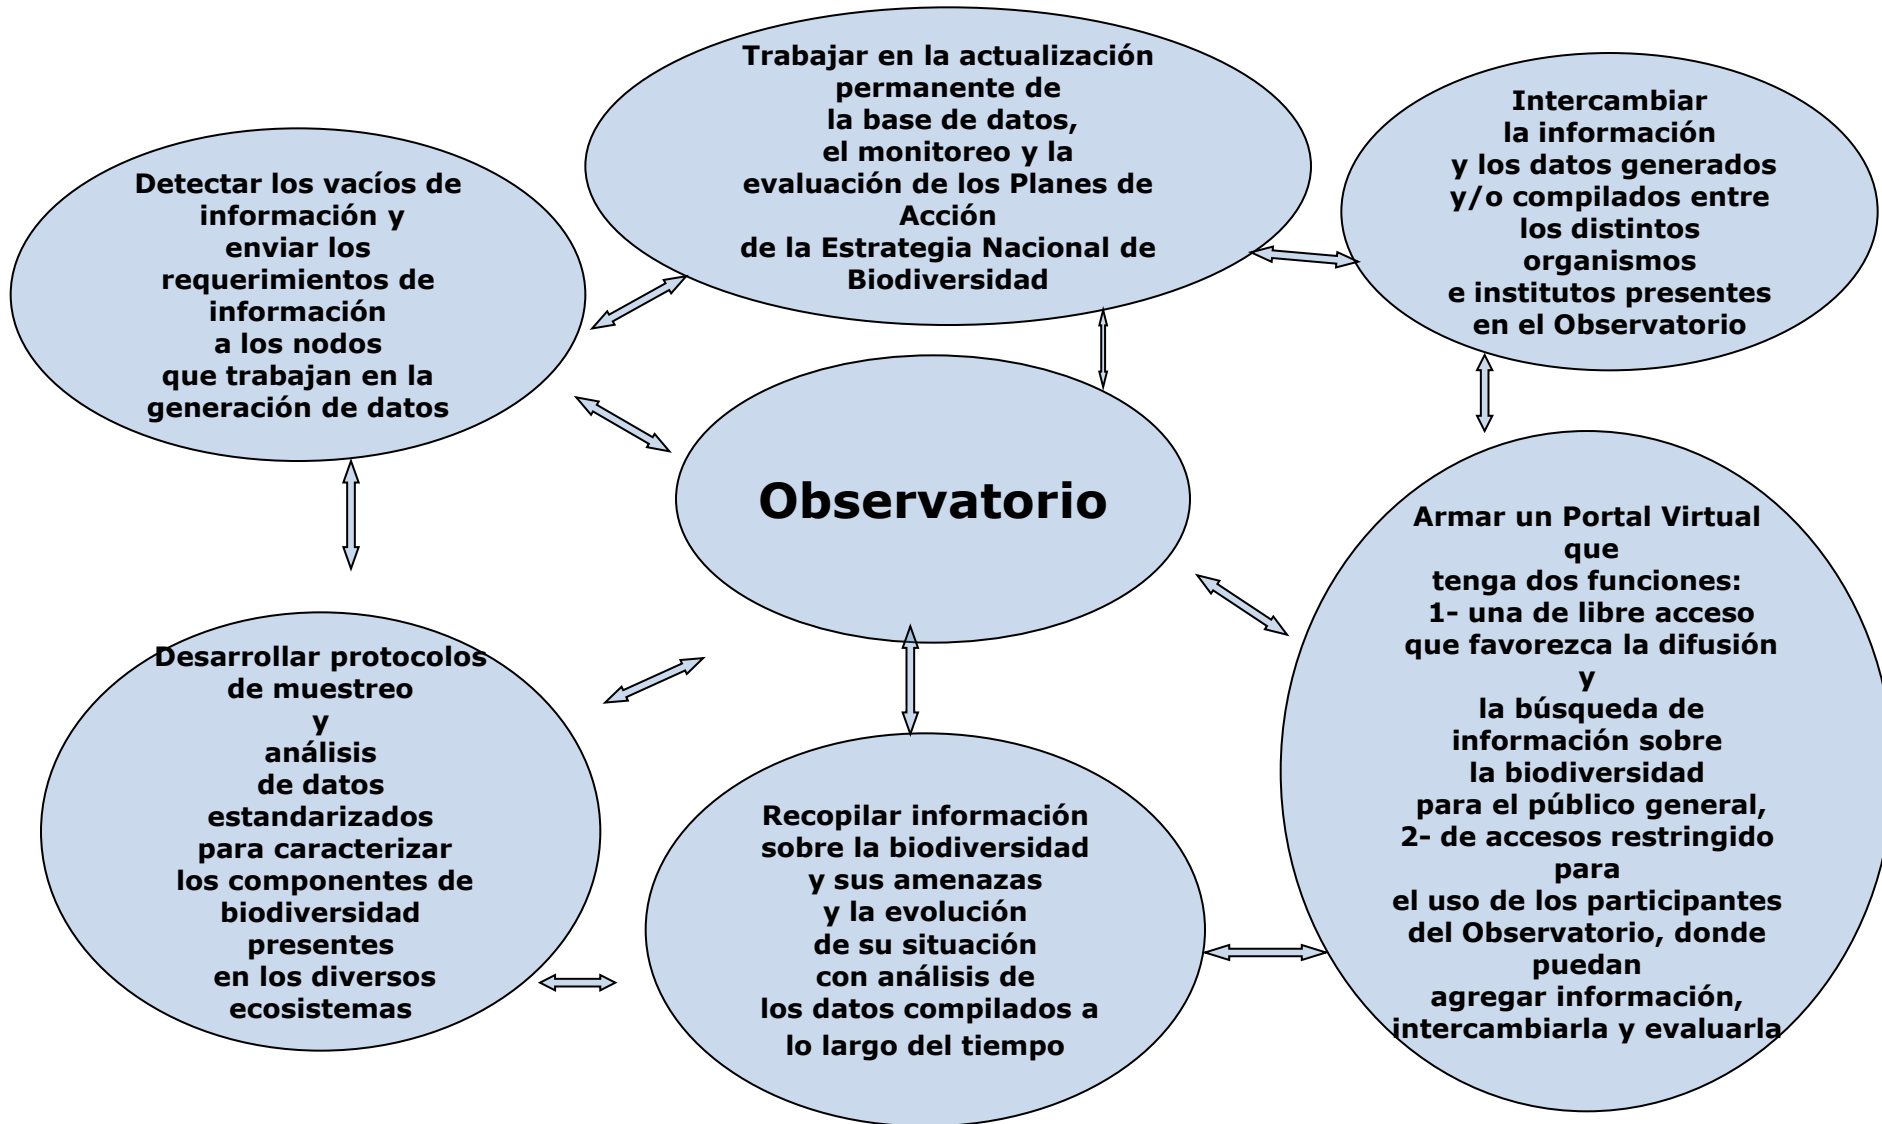 Trabajar en la actualización
permanente de
la base de datos,
el monitoreo y la
evaluación de los Planes de
Acción
de la Estrategia Nacional de
Biodiversidad
Intercambiar
la información
y los datos generados
y/o compilados entre
los distintos
organismos
e institutos presentes
en el Observatorio
Detectar los vacíos de
información y
enviar los
requerimientos de
información
a los nodos
que trabajan en la
generación de datos
Observatorio
Armar un Portal Virtual
que
tenga dos funciones:
1- una de libre acceso
que favorezca la difusión
y
la búsqueda de
información sobre
la biodiversidad
para el público general,
2- de accesos restringido
para
el uso de los participantes
del Observatorio, donde
puedan
agregar información,
intercambiarla y evaluarla
Desarrollar protocolos
de muestreo
y
análisis
de datos
estandarizados
para caracterizar
los componentes de
biodiversidad
presentes
en los diversos
ecosistemas
Recopilar información
sobre la biodiversidad
y sus amenazas
y la evolución
de su situación
con análisis de
los datos compilados a
lo largo del tiempo